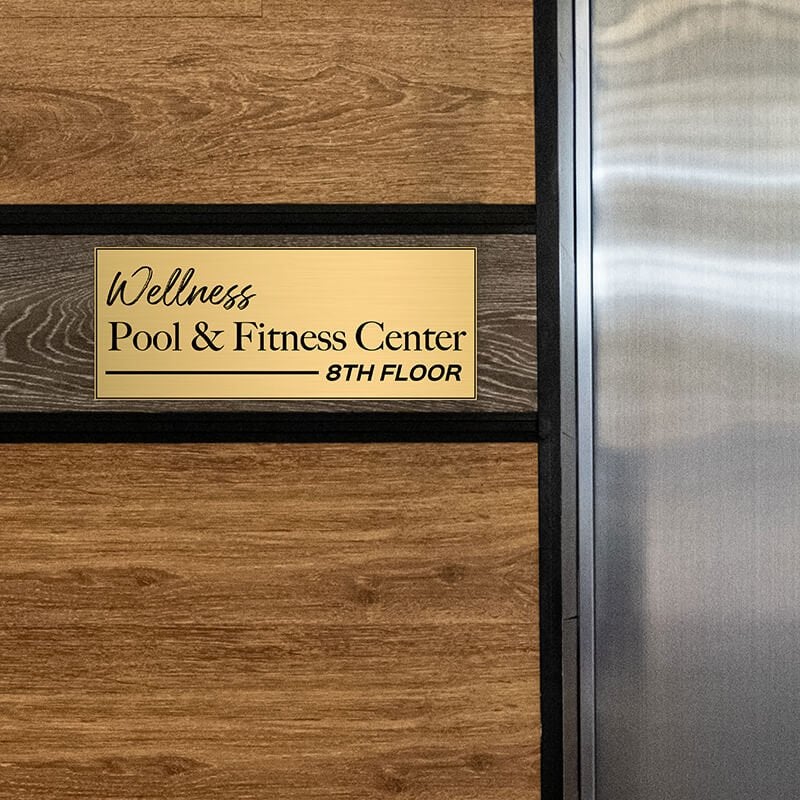 Wellness
Pool & Fitness Center
8TH FLOOR